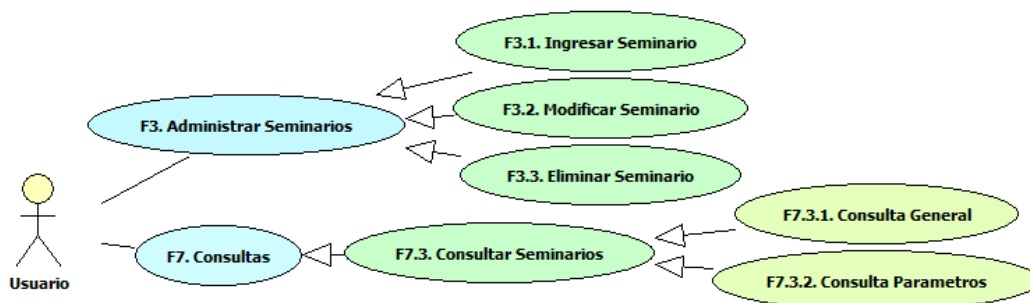 F3.1. Ingresar Seminario
F3. Administrar Seminarios
F3.2. Modificar Seminario
F3.3. Eliminar Seminario
Usuario
F7. Consultas
F7.3. Consultar Seminarios
F7.3.1. Consulta General
F7.3.2. Consulta Parametros